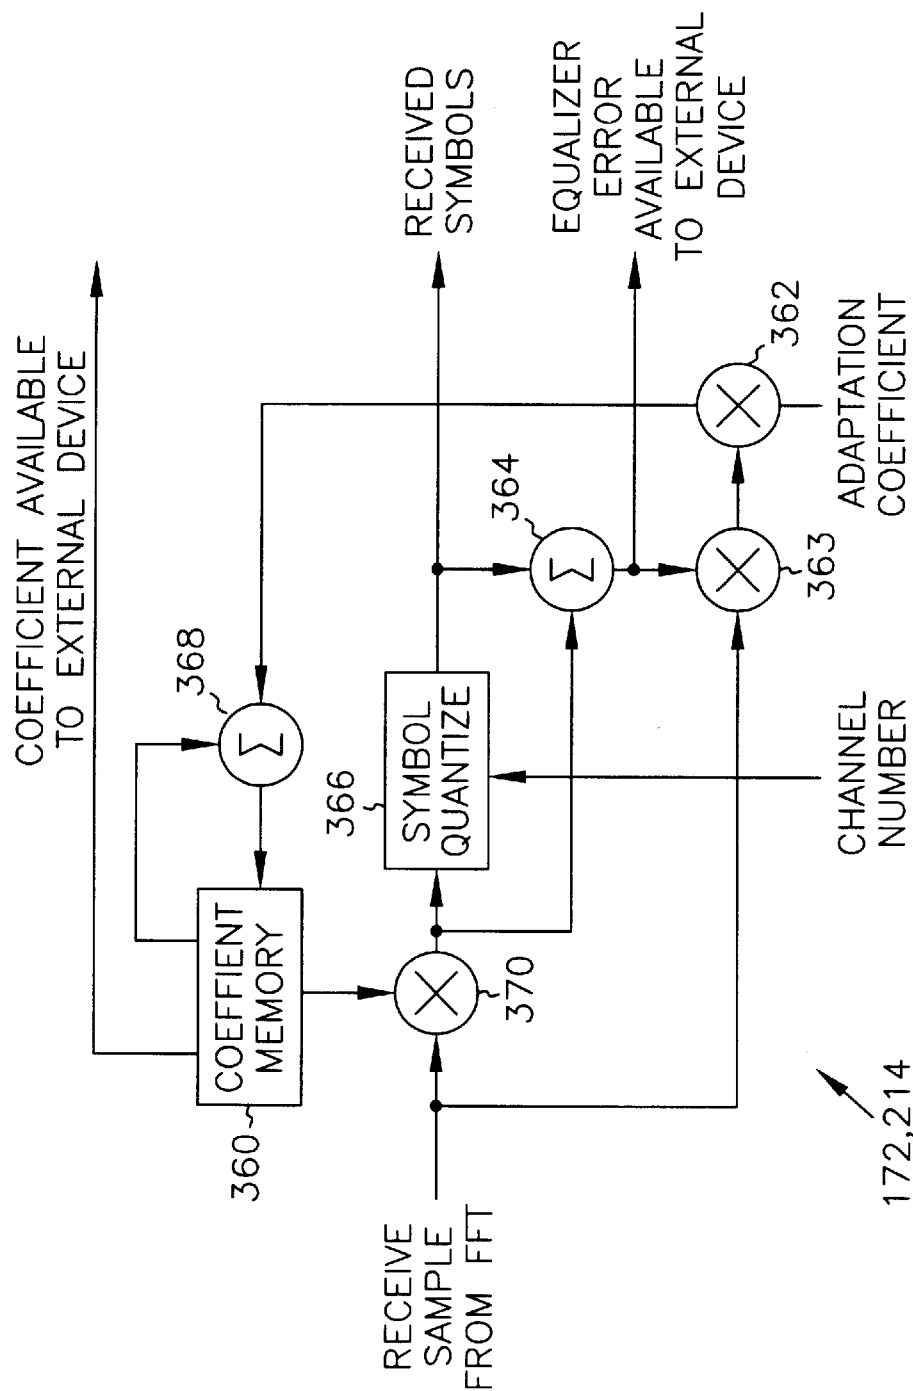 COEFFICIENT AVAILABLE
TO EXTERNAL DEVICE
368
360
COEFFIENT
MEMORY
RECEIVED
SYMBOLS
366
SYMBOL
QUANTIZE
370
364
RECEIVE
SAMPLE
FROM FFT
EQUALIZER
ERROR
AVAILABLE
TO EXTERNAL
DEVICE
362
363
CHANNEL
NUMBER
ADAPTATION
COEFFICIENT
172,214
Σ
Σ